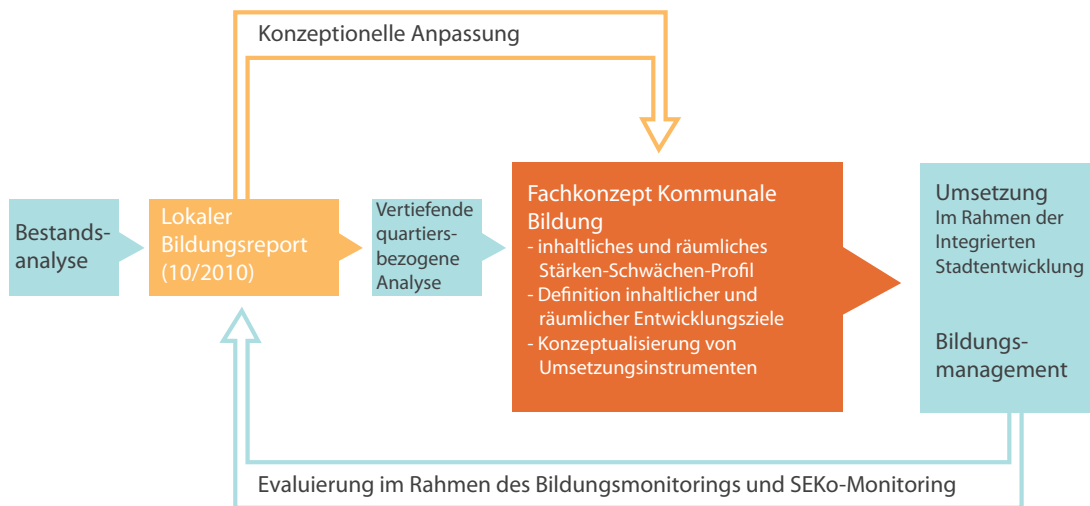 Konzeptionelle Anpassung
Bestands-
analyse
Lokaler
Bildungsreport
(10/2010)
Vertiefende
quartiers-
bezogene
Analyse
Fachkonzept Kommunale
Bildung
- inhaltliches und räumliches
Stärken-Schwächen-Profil
- Definition inhaltlicher und
räumlicher Entwicklungsziele
- Konzeptualisierung von
Umsetzungsinstrumenten
Umsetzung
Im Rahmen der
Integrierten
Stadtentwicklung
Bildungs-
management
Evaluierung im Rahmen des Bildungsmonitorings und SEKo-Monitoring